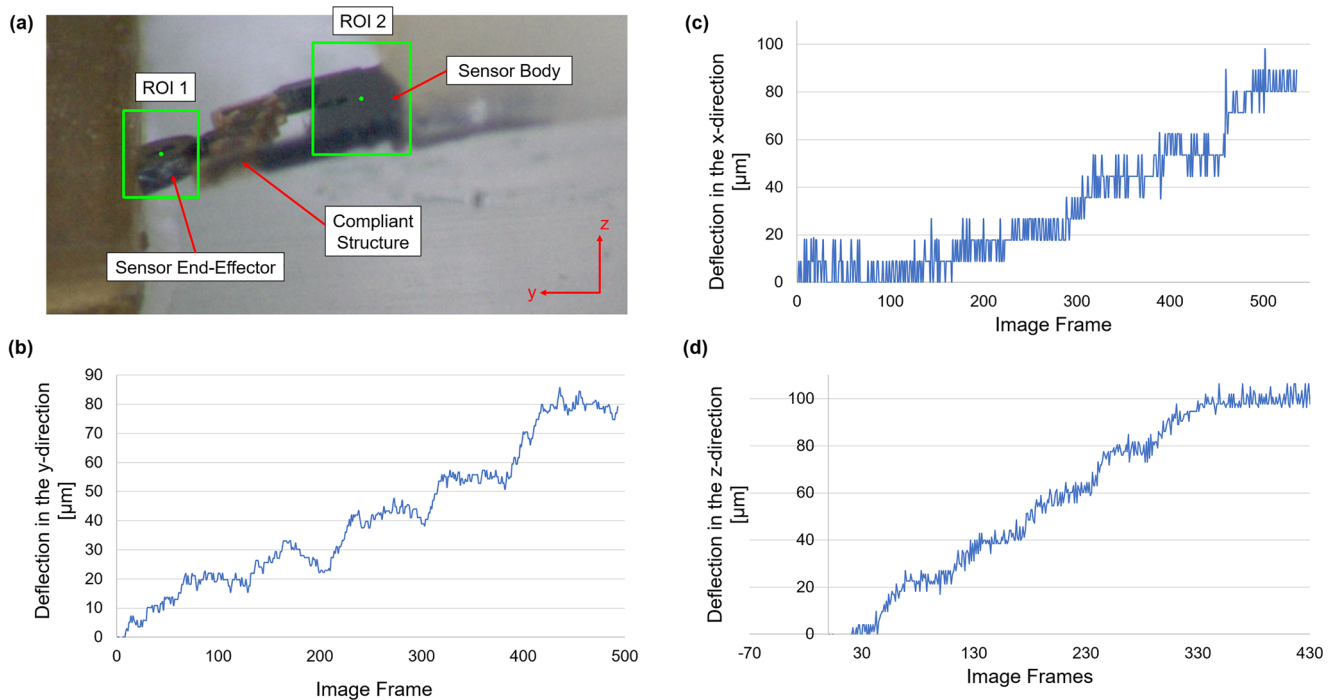 (a)
ROI 2
Sensor Body
ROI 1
Compliant
Structure
Sensor End-Effector
z
y
(b)
Deflection in the y-direction
[µm]
90
80
70
60
50
40
30
20
10
0
0 100 200 300 400 500
Image Frame
(c)
Deflection in the x-direction
[µm]
100
80
60
40
20
0
0 100 200 300 400 500
Image Frame
(d)
Deflection in the z-direction
[µm]
100
80
60
40
20
0
-70 30 130 230 330 430
Image Frames